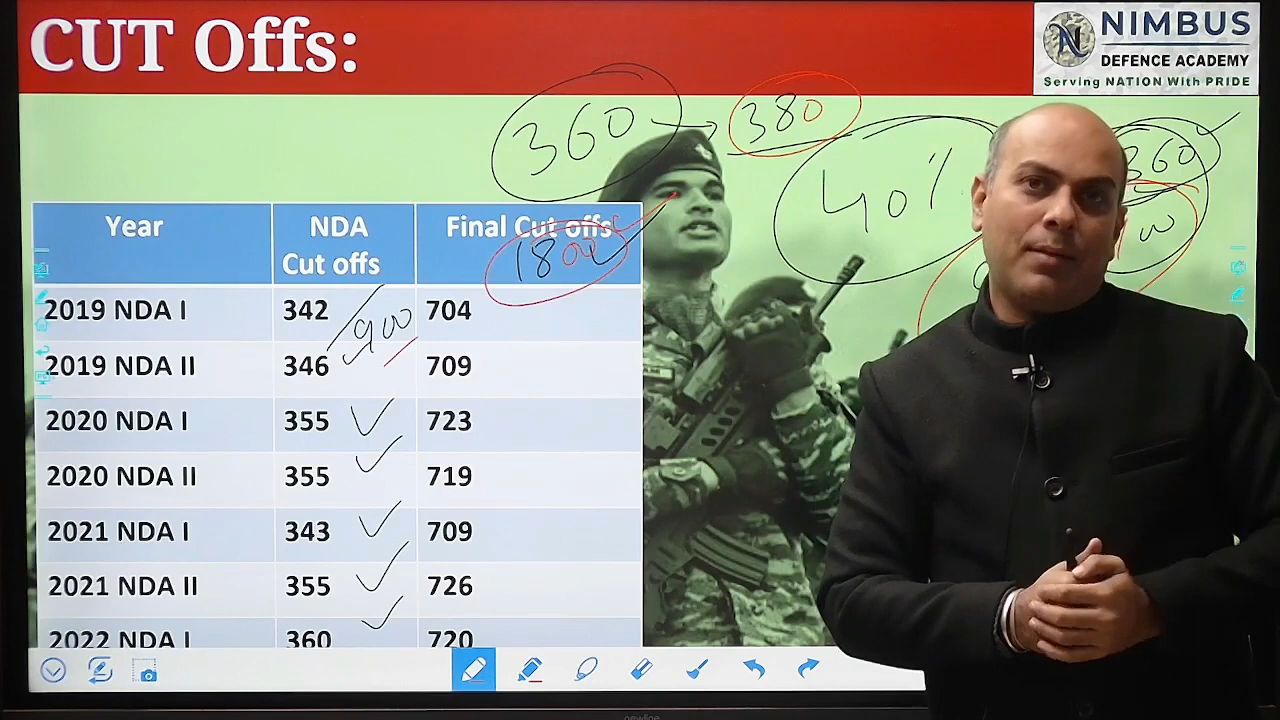 CUT Offs:
NIMBUS
DEFENCE ACADEMY
Serving NATION With PRIDE
360 → 380
40%
360
Year NDA Cut offs Final Cut offs
1800
2019 NDA I 342 704
900
2019 NDA II 346 709
2020 NDA I 355 723
2020 NDA II 355 719
2021 NDA I 343 709
2021 NDA II 355 726
2022 NDA I 360 720